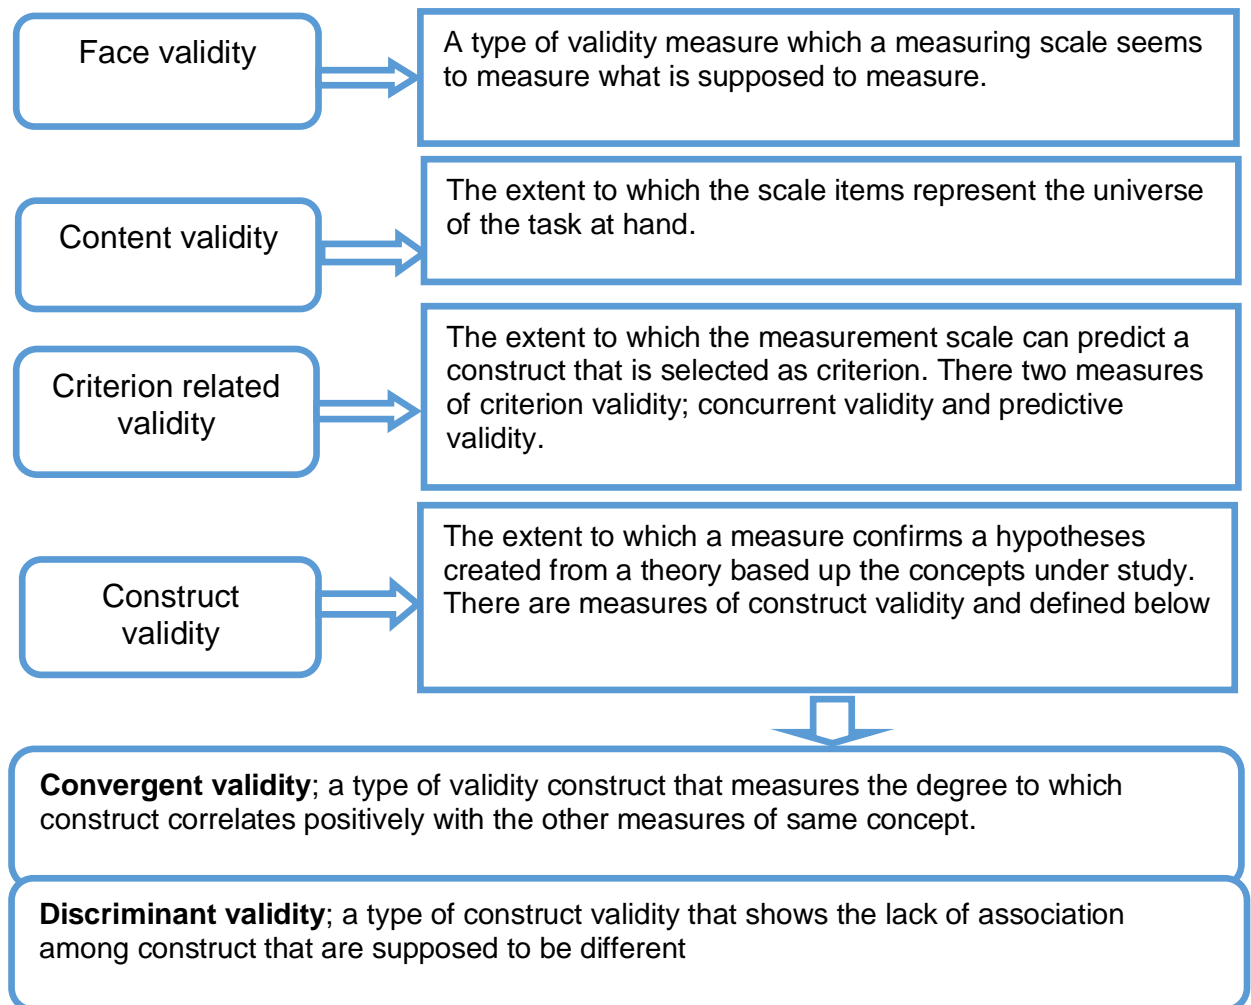 Face validity
A type of validity measure which a measuring scale seems
to measure what is supposed to measure.
Content validity
The extent to which the scale items represent the universe
of the task at hand.
Criterion related
validity
The extent to which the measurement scale can predict a
construct that is selected as criterion. There two measures
of criterion validity; concurrent validity and predictive
validity.
Construct
validity
The extent to which a measure confirms a hypotheses
created from a theory based up the concepts under study.
There are measures of construct validity and defined below
Convergent validity; a type of validity construct that measures the degree to which
construct correlates positively with the other measures of same concept.
Discriminant validity; a type of construct validity that shows the lack of association
among construct that are supposed to be different